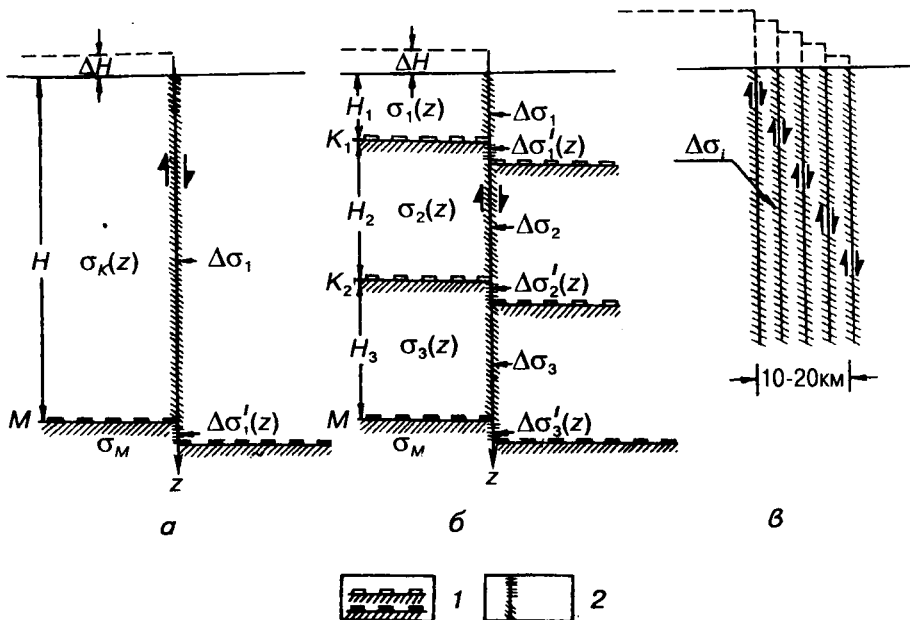 ΔH
H
σK(z)
Δσ1
M
Δσ1'(z)
σM
z
а
ΔH
H1
σ1(z)
Δσ1
K1
Δσ1'(z)
H2
σ2(z)
Δσ2
K2
Δσ2'(z)
H3
σ3(z)
Δσ3
M
Δσ3'(z)
σM
z
б
Δσi
10-20км
в
1
2